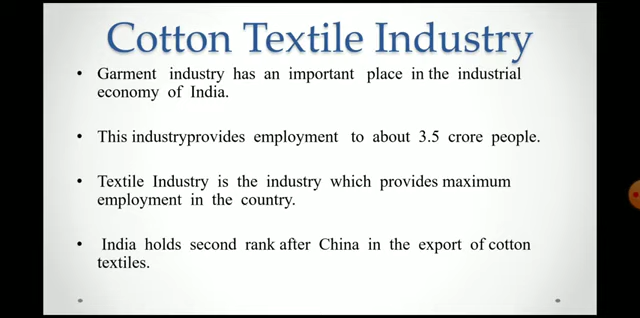 Cotton Textile Industry
• Garment industry has an important place in the industrial
economy of India.
• This industryprovides employment to about 3.5 crore people.
• Textile Industry is the industry which provides maximum
employment in the country.
• India holds second rank after China in the export of cotton
textiles.